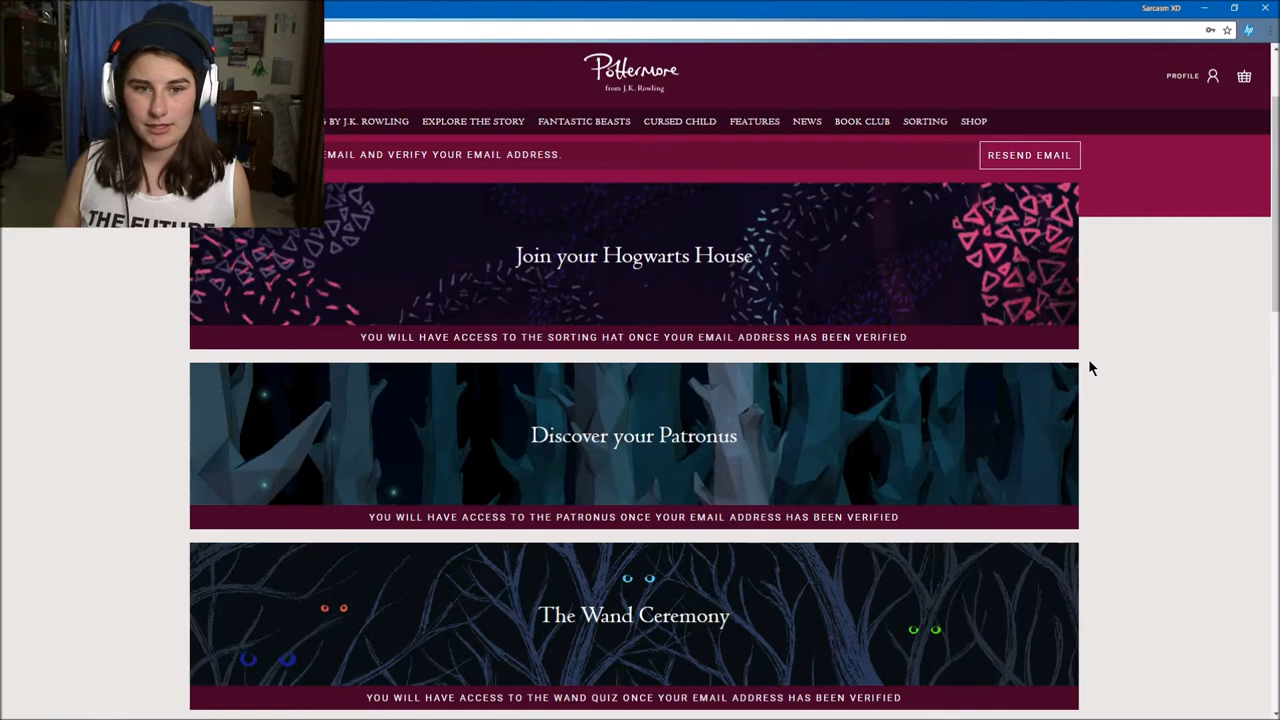 Sarcasm XD
Pottermore
from J.K. Rowling
PROFILE
BY J.K. ROWLING EXPLORE THE STORY FANTASTIC BEASTS CURSED CHILD FEATURES NEWS BOOK CLUB SORTING SHOP
EMAIL AND VERIFY YOUR EMAIL ADDRESS.
RESEND EMAIL
THE FUTURE
Join your Hogwarts House
YOU WILL HAVE ACCESS TO THE SORTING HAT ONCE YOUR EMAIL ADDRESS HAS BEEN VERIFIED
Discover your Patronus
YOU WILL HAVE ACCESS TO THE PATRONUS ONCE YOUR EMAIL ADDRESS HAS BEEN VERIFIED
The Wand Ceremony
YOU WILL HAVE ACCESS TO THE WAND QUIZ ONCE YOUR EMAIL ADDRESS HAS BEEN VERIFIED